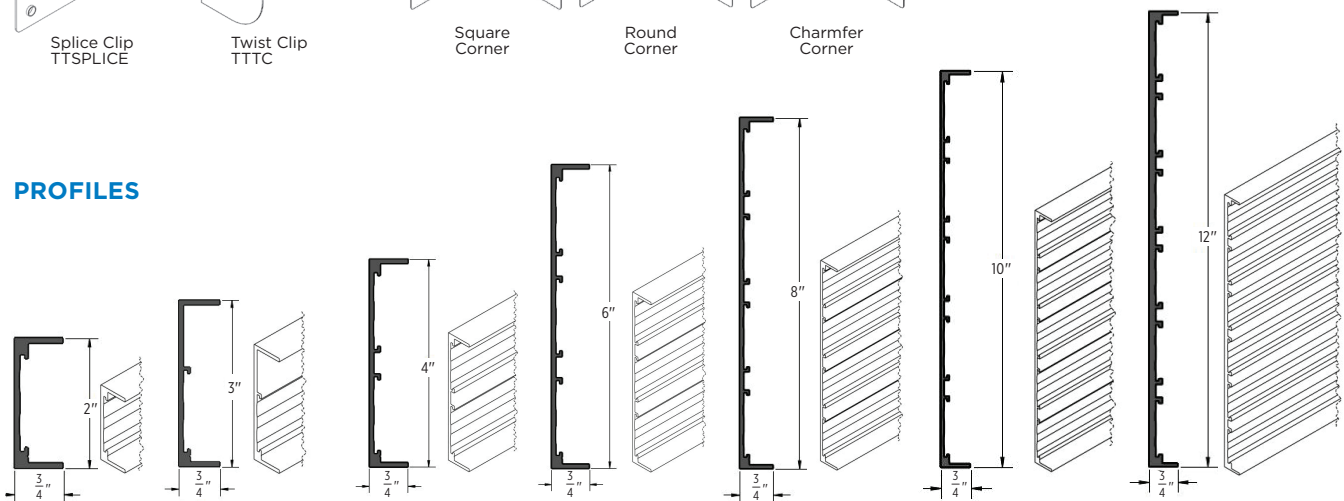 Splice Clip
TTSPLICE
Twist Clip
TTTC
Square
Corner
Round
Corner
Charmfer
Corner
PROFILES
2"
3"
4"
6"
8"
10"
12"
3/4"
3/4"
3/4"
3/4"
3/4"
3/4"
3/4"